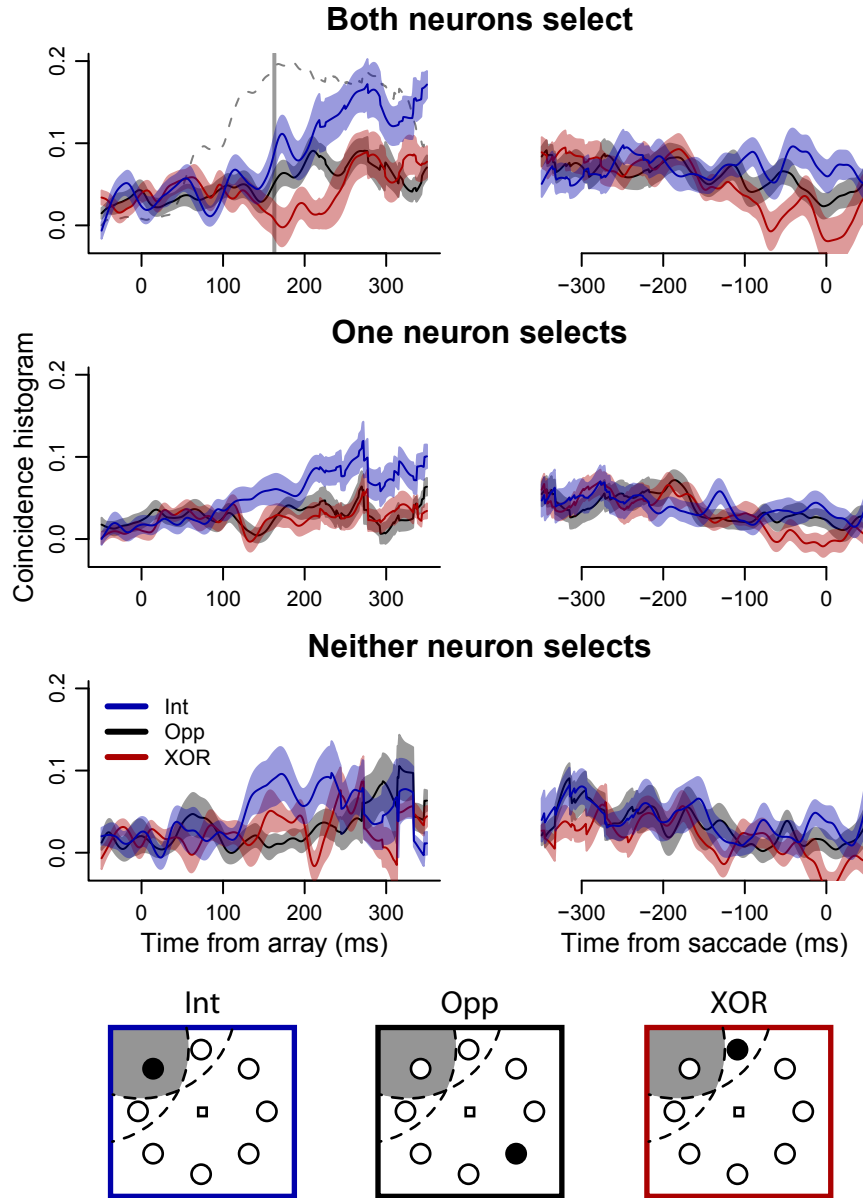 Both neurons select
0.2
0.1
0.0
0 100 200 300
−300 −200 −100 0
One neuron selects
Coincidence histogram
0.2
0.1
0.0
0 100 200 300
−300 −200 −100 0
Neither neuron selects
0.2
0.1
0.0
Int
Opp
XOR
0 100 200 300
−300 −200 −100 0
Time from array (ms)
Time from saccade (ms)
Int Opp XOR